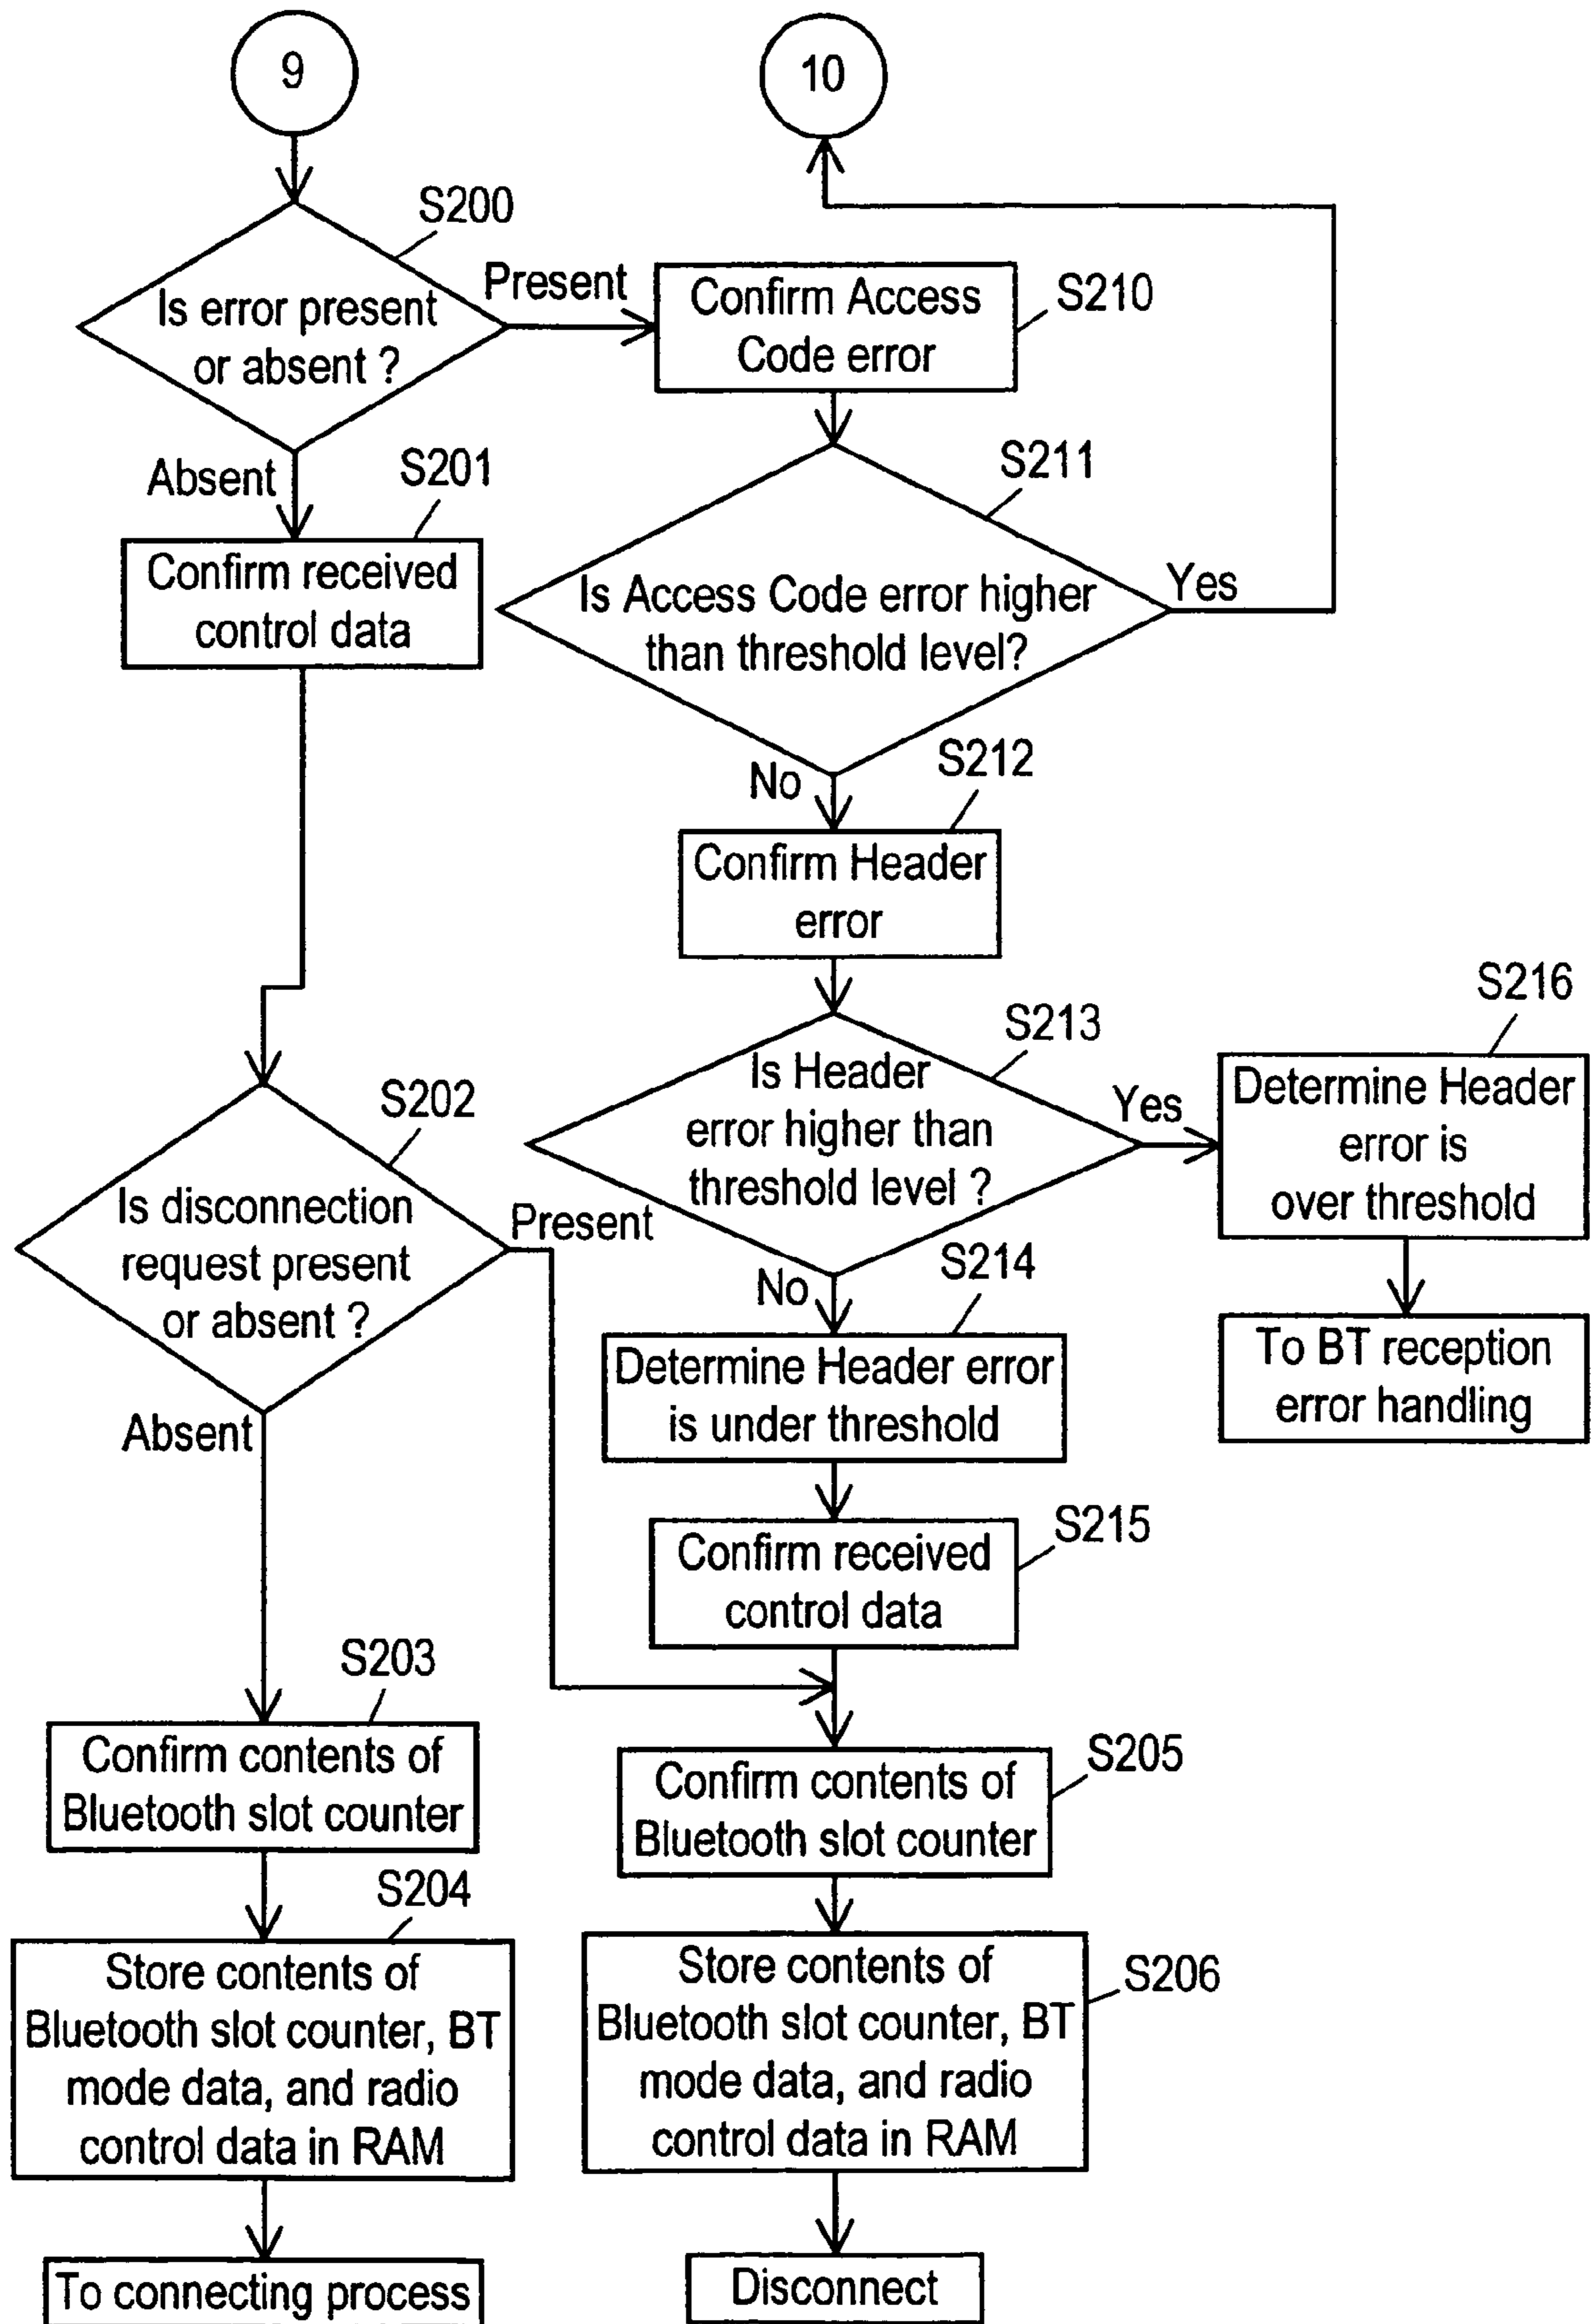 9
10
S200
Is error present
or absent ?
Present
Confirm Access
Code error
S210
Absent
S201
Confirm received
control data
S211
Is Access Code error higher
than threshold level?
Yes
No
S212
Confirm Header
error
S213
Is Header
error higher than
threshold level ?
Yes
S216
Determine Header
error is
over threshold
To BT reception
error handling
S202
Is disconnection
request present
or absent ?
Present
Absent
No
S214
Determine Header error
is under threshold
S215
Confirm received
control data
S203
Confirm contents of
Bluetooth slot counter
S205
Confirm contents of
Bluetooth slot counter
S204
Store contents of
Bluetooth slot counter, BT
mode data, and radio
control data in RAM
S206
Store contents of
Bluetooth slot counter, BT
mode data, and radio
control data in RAM
To connecting process
Disconnect